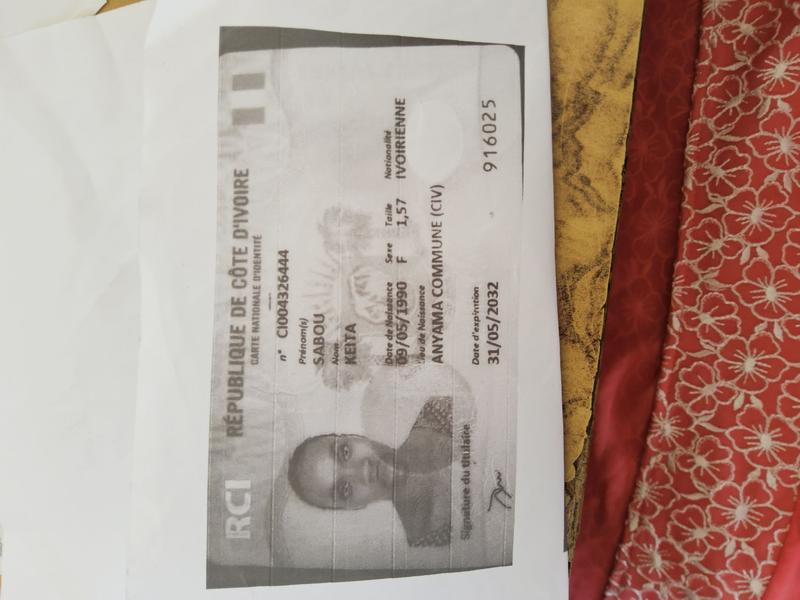 RCI
RÉPUBLIQUE DE CÔTE D'IVOIRE
CARTE NATIONALE D'IDENTITÉ
n° CI004326444
Prénom(s)
SABOU
Nom
KEITA
Date de Naissance Sexe Taille Nationalité
09/05/1990 F 1,57 IVOIRIENNE
Lieu de Naissance
ANYAMA COMMUNE (CIV)
Signature du titulaire
Date d'expiration
31/05/2032
916025